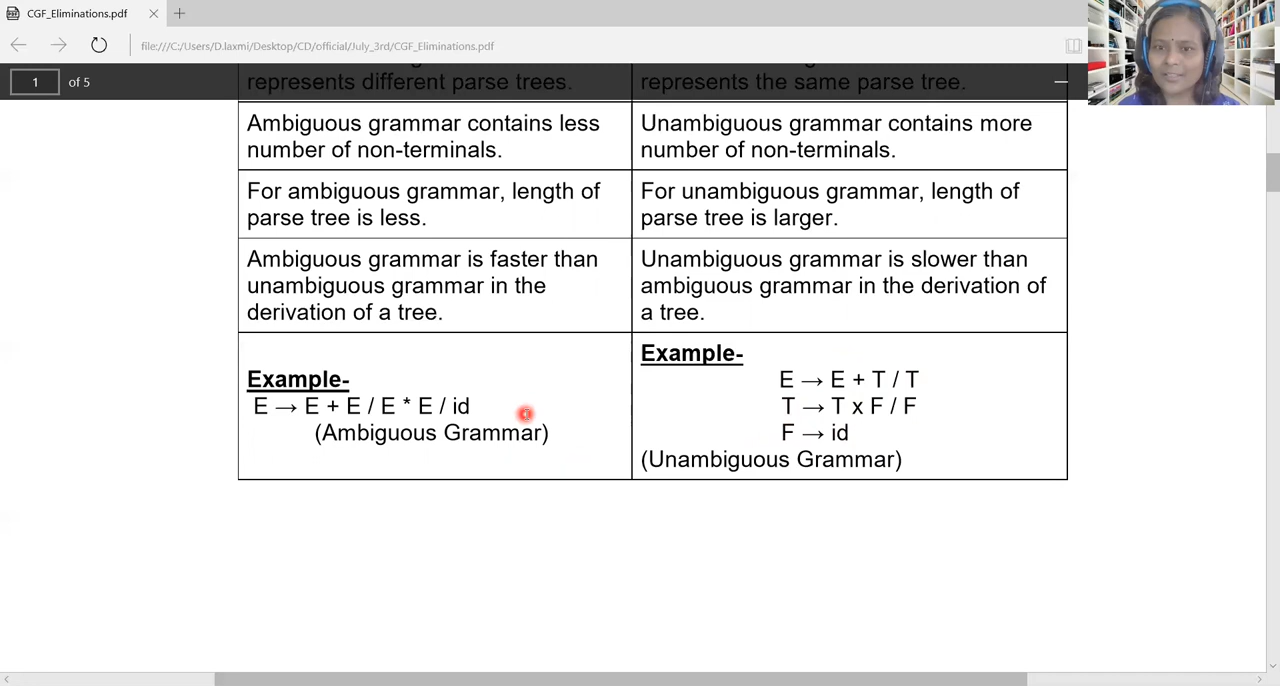 CGF_Eliminations.pdf
file:///C:/Users/D.laxmi/Desktop/CD/official/July_3rd/CGF_Eliminations.pdf
1 of 5
represents different parse trees.
represents the same parse tree.
Ambiguous grammar contains less
number of non-terminals.
Unambiguous grammar contains more
number of non-terminals.
For ambiguous grammar, length of
parse tree is less.
For unambiguous grammar, length of
parse tree is larger.
Ambiguous grammar is faster than
unambiguous grammar in the
derivation of a tree.
Unambiguous grammar is slower than
ambiguous grammar in the derivation of
a tree.
Example-
E → E + E / E * E / id
(Ambiguous Grammar)
Example-
E → E + T / T
T → T x F / F
F → id
(Unambiguous Grammar)